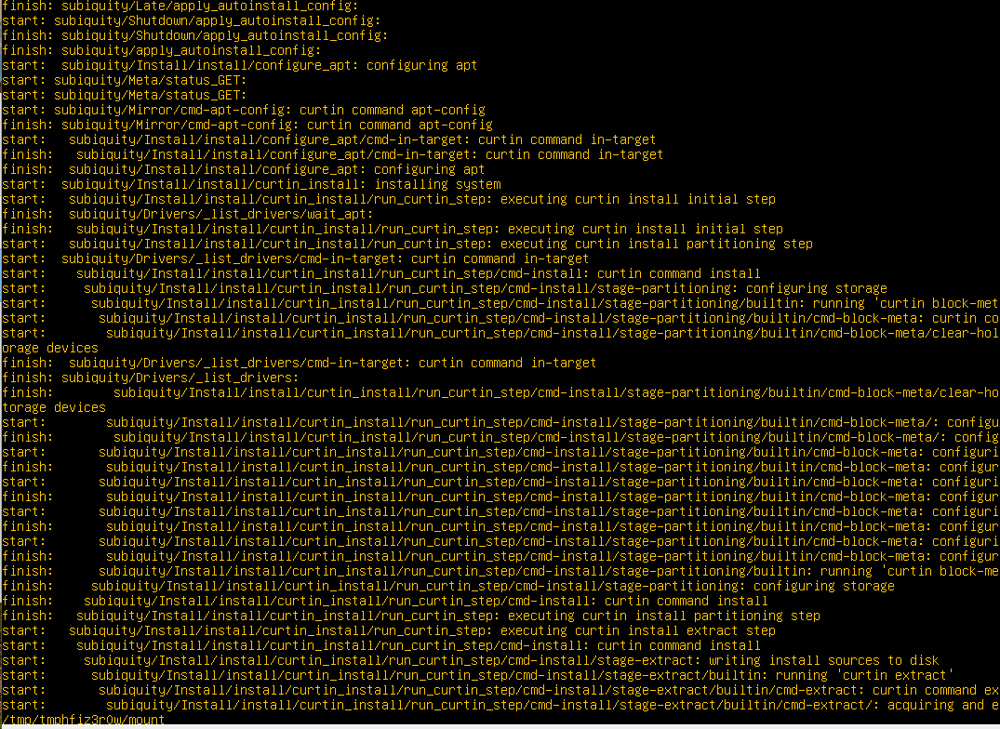 finish: subiquity/Late/apply_autoinstall_config:
start: subiquity/Shutdown/apply_autoinstall_config:
finish: subiquity/Shutdown/apply_autoinstall_config:
finish: subiquity/apply_autoinstall_config:
start:  subiquity/Install/install/configure_apt: configuring apt
start: subiquity/Meta/status_GET:
start: subiquity/Meta/status_GET:
start: subiquity/Mirror/cmd-apt-config: curtin command apt-config
finish: subiquity/Mirror/cmd-apt-config: curtin command apt-config
start:   subiquity/Install/install/configure_apt/cmd-in-target: curtin command in-target
finish:   subiquity/Install/install/configure_apt/cmd-in-target: curtin command in-target
finish:  subiquity/Install/install/configure_apt: configuring apt
start:  subiquity/Install/install/curtin_install: installing system
start:   subiquity/Install/install/curtin_install/run_curtin_step: executing curtin install initial step
finish:  subiquity/Drivers/_list_drivers/wait_apt:
finish:   subiquity/Install/install/curtin_install/run_curtin_step: executing curtin install initial step
start:   subiquity/Install/install/curtin_install/run_curtin_step: executing curtin install partitioning step
start:  subiquity/Drivers/_list_drivers/cmd-in-target: curtin command in-target
start:    subiquity/Install/install/curtin_install/run_curtin_step/cmd-install: curtin command install
start:     subiquity/Install/install/curtin_install/run_curtin_step/cmd-install/stage-partitioning: configuring storage
start:      subiquity/Install/install/curtin_install/run_curtin_step/cmd-install/stage-partitioning/builtin: running 'curtin block-met
start:       subiquity/Install/install/curtin_install/run_curtin_step/cmd-install/stage-partitioning/builtin/cmd-block-meta: curtin co
start:        subiquity/Install/install/curtin_install/run_curtin_step/cmd-install/stage-partitioning/builtin/cmd-block-meta/clear-hol
orage devices
finish:  subiquity/Drivers/_list_drivers/cmd-in-target: curtin command in-target
finish: subiquity/Drivers/_list_drivers:
finish:        subiquity/Install/install/curtin_install/run_curtin_step/cmd-install/stage-partitioning/builtin/cmd-block-meta/clear-ho
torage devices
start:        subiquity/Install/install/curtin_install/run_curtin_step/cmd-install/stage-partitioning/builtin/cmd-block-meta/: configu
finish:        subiquity/Install/install/curtin_install/run_curtin_step/cmd-install/stage-partitioning/builtin/cmd-block-meta/: config
start:       subiquity/Install/install/curtin_install/run_curtin_step/cmd-install/stage-partitioning/builtin/cmd-block-meta: configuri
finish:       subiquity/Install/install/curtin_install/run_curtin_step/cmd-install/stage-partitioning/builtin/cmd-block-meta: configur
start:       subiquity/Install/install/curtin_install/run_curtin_step/cmd-install/stage-partitioning/builtin/cmd-block-meta: configuri
finish:       subiquity/Install/install/curtin_install/run_curtin_step/cmd-install/stage-partitioning/builtin/cmd-block-meta: configur
start:       subiquity/Install/install/curtin_install/run_curtin_step/cmd-install/stage-partitioning/builtin/cmd-block-meta: configuri
finish:       subiquity/Install/install/curtin_install/run_curtin_step/cmd-install/stage-partitioning/builtin/cmd-block-meta: configur
start:       subiquity/Install/install/curtin_install/run_curtin_step/cmd-install/stage-partitioning/builtin/cmd-block-meta: configuri
finish:       subiquity/Install/install/curtin_install/run_curtin_step/cmd-install/stage-partitioning/builtin/cmd-block-meta: configur
finish:      subiquity/Install/install/curtin_install/run_curtin_step/cmd-install/stage-partitioning/builtin: running 'curtin block-me
finish:     subiquity/Install/install/curtin_install/run_curtin_step/cmd-install/stage-partitioning: configuring storage
finish:    subiquity/Install/install/curtin_install/run_curtin_step/cmd-install: curtin command install
finish:   subiquity/Install/install/curtin_install/run_curtin_step: executing curtin install partitioning step
start:   subiquity/Install/install/curtin_install/run_curtin_step: executing curtin install extract step
start:    subiquity/Install/install/curtin_install/run_curtin_step/cmd-install: curtin command install
start:     subiquity/Install/install/curtin_install/run_curtin_step/cmd-install/stage-extract: writing install sources to disk
start:      subiquity/Install/install/curtin_install/run_curtin_step/cmd-install/stage-extract/builtin: running 'curtin extract'
start:       subiquity/Install/install/curtin_install/run_curtin_step/cmd-install/stage-extract/builtin/cmd-extract: curtin command ex
start:        subiquity/Install/install/curtin_install/run_curtin_step/cmd-install/stage-extract/builtin/cmd-extract/: acquiring and e
/tmp/tmphfiz3r0w/mount